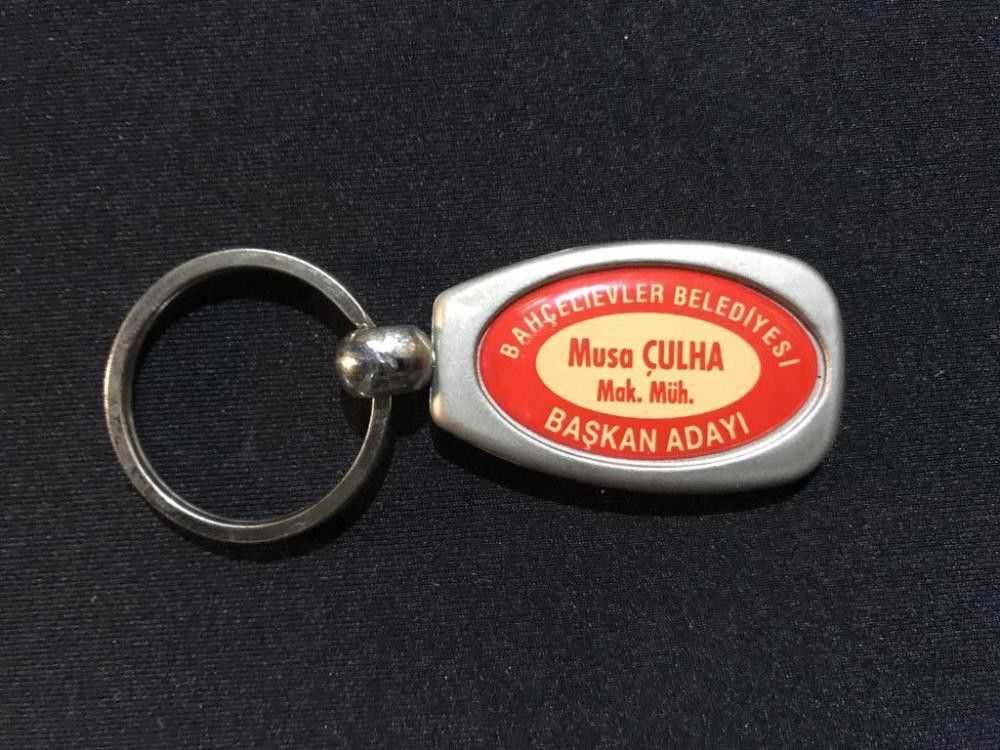 BAHÇELİEVLER BELEDİYESİ
Musa ÇULHA
Mak. Müh.
BAŞKAN ADAYI